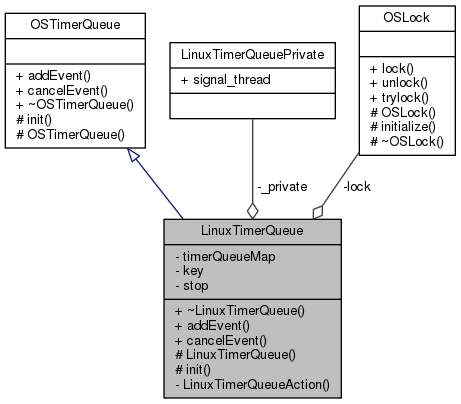 OSTimerQueue
+ addEvent()
+ cancelEvent()
+ ~OSTimerQueue()
# init()
# OSTimerQueue()
LinuxTimerQueuePrivate
+ signal_thread
OSLock
+ lock()
+ unlock()
+ trylock()
# OSLock()
# initialize()
# ~OSLock()
-_private
-lock
LinuxTimerQueue
- timerQueueMap
- key
- stop
+ ~LinuxTimerQueue()
+ addEvent()
+ cancelEvent()
# LinuxTimerQueue()
# init()
- LinuxTimerQueueAction()